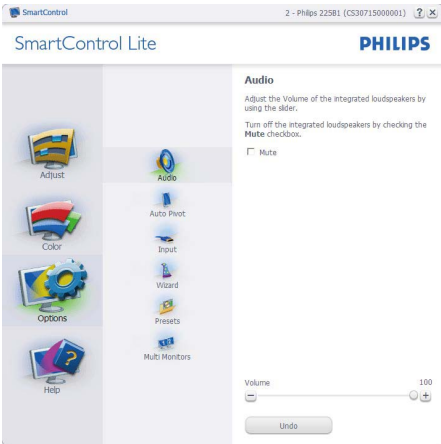 SmartControl
2 - Philips 225B1 (CS30715000001)
? X
SmartControl Lite
PHILIPS
Adjust
Color
Options
Help
Audio
Auto Pivot
Input
Wizard
Presets
Multi Monitors
Audio
Adjust the Volume of the integrated loudspeakers by
using the slider.
Turn off the integrated loudspeakers by checking the
Mute checkbox.
Mute
Volume 100
Undo